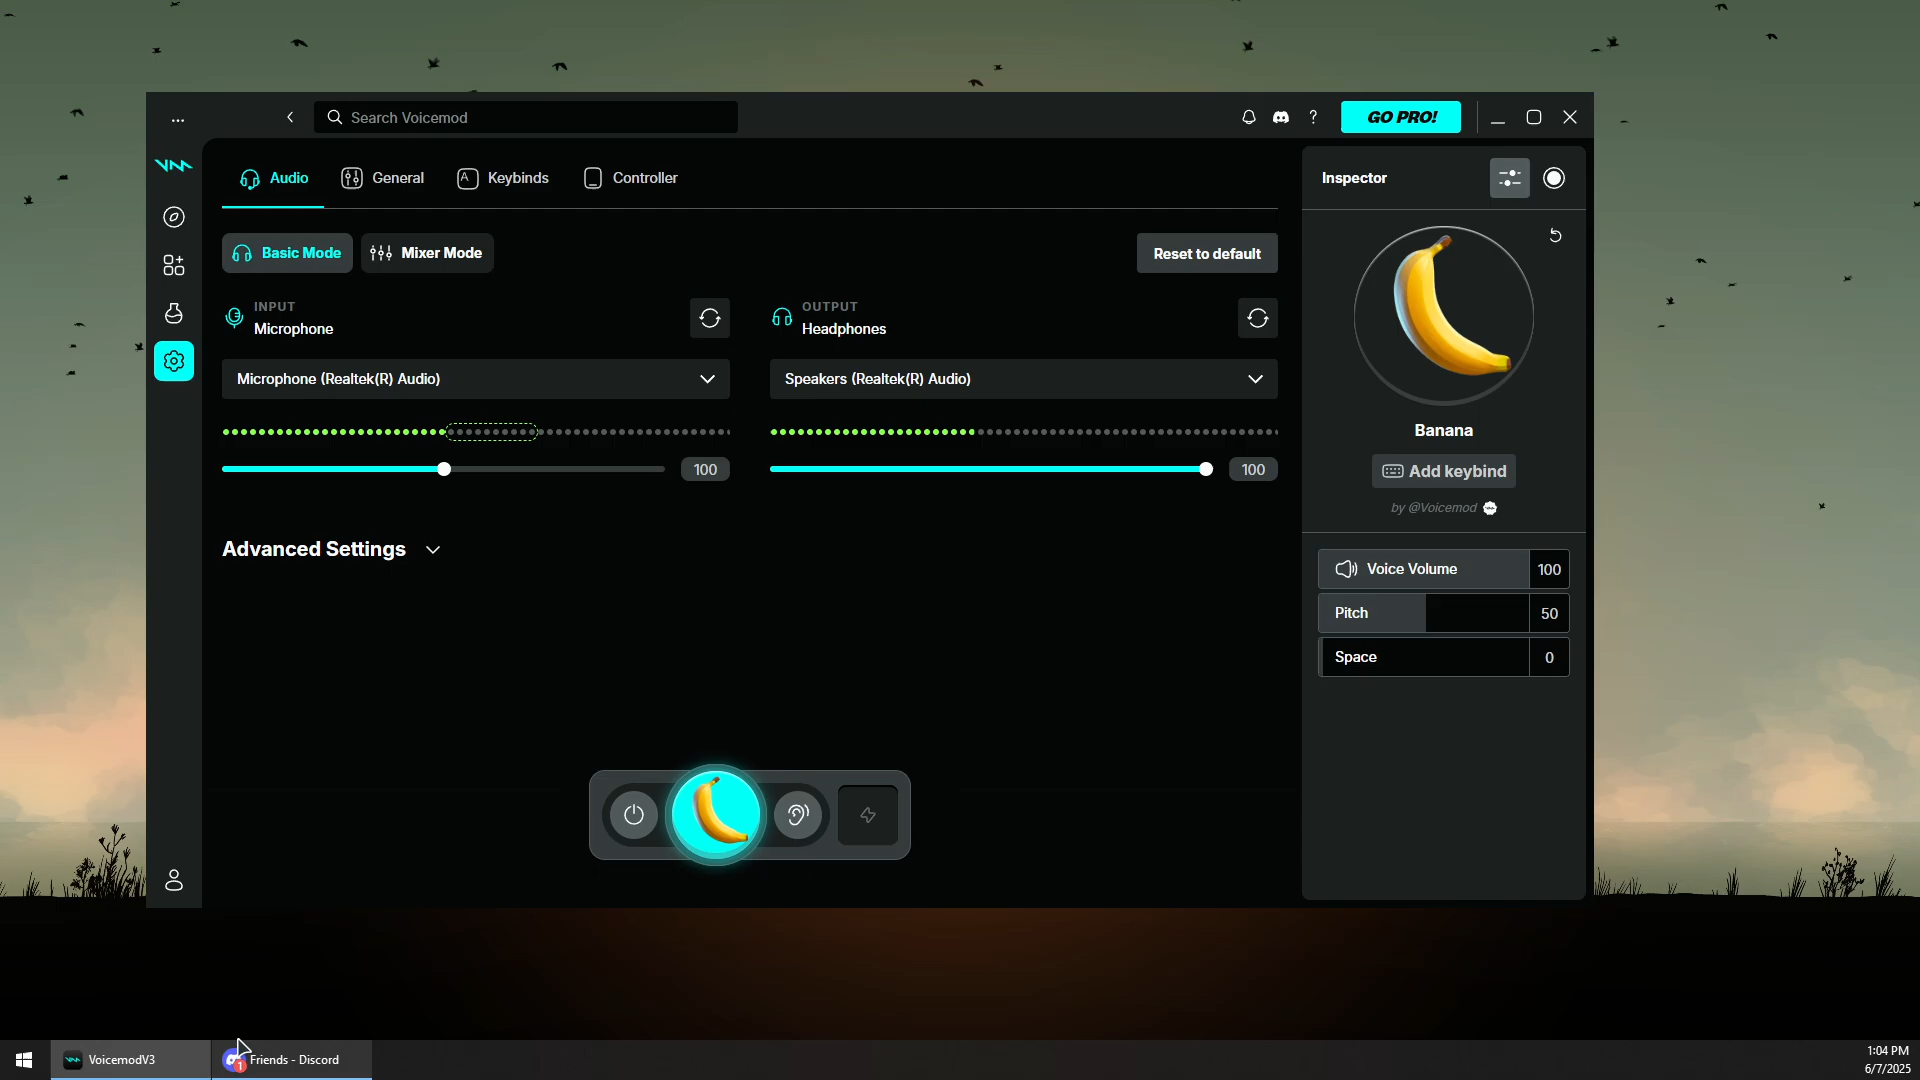 Search Voicemod
GO PRO!
Audio
General
Keybinds
Controller
Inspector
Basic Mode
Mixer Mode
Reset to default
INPUT
Microphone
OUTPUT
Headphones
Microphone (Realtek(R) Audio)
Speakers (Realtek(R) Audio)
100
100
Advanced Settings
Banana
Add keybind
by @Voicemod
Voice Volume 100
Pitch 50
Space 0
VoicemodV3
1
Friends - Discord
1:04 PM
6/7/2025